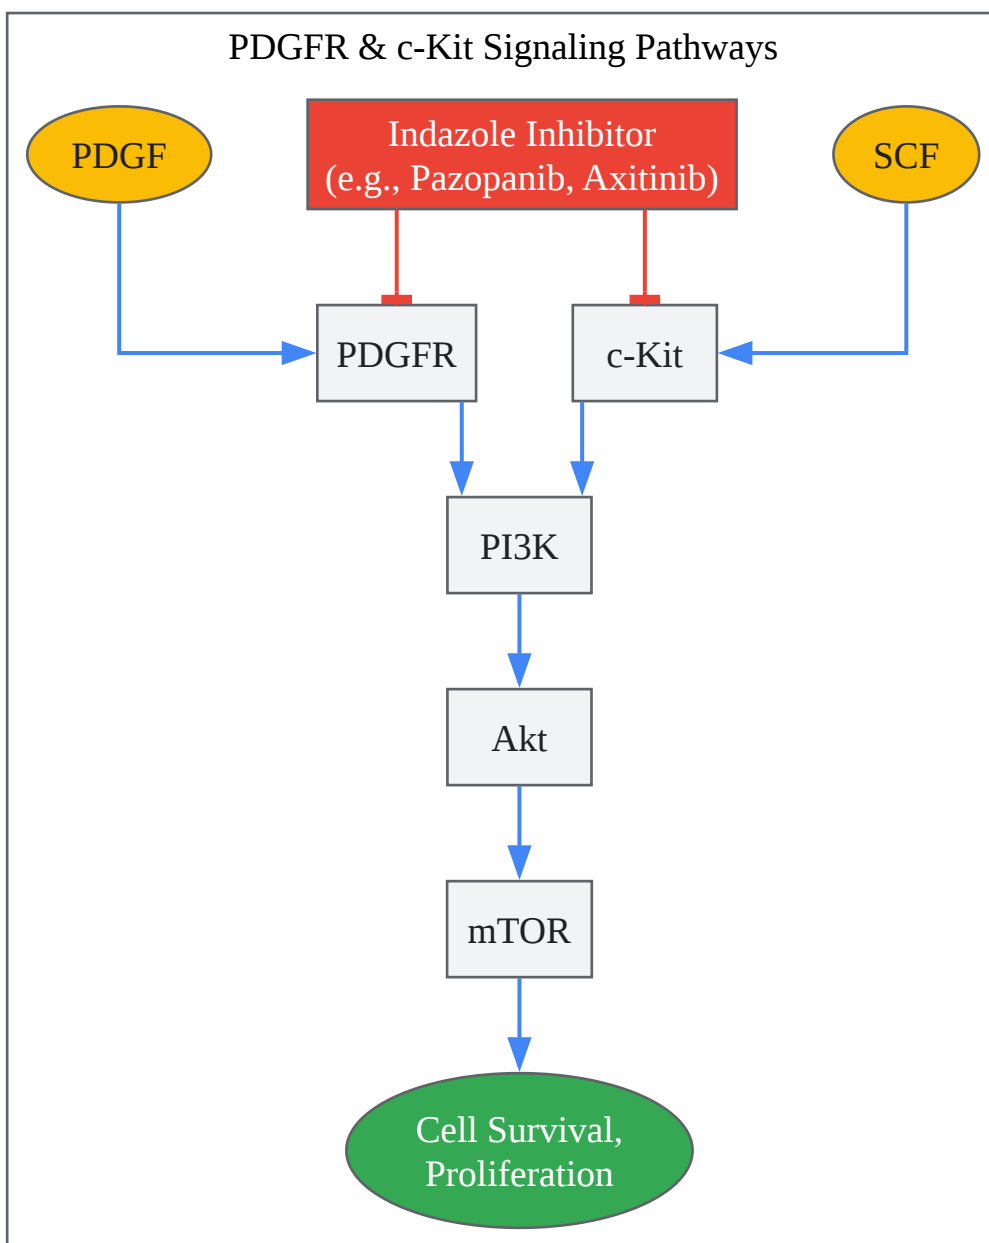 PDGFR & c-Kit Signaling Pathways
PDGF
Indazole Inhibitor
(e.g., Pazopanib, Axitinib)
SCF
PDGFR
c-Kit
PI3K
Akt
mTOR
Cell Survival,
Proliferation